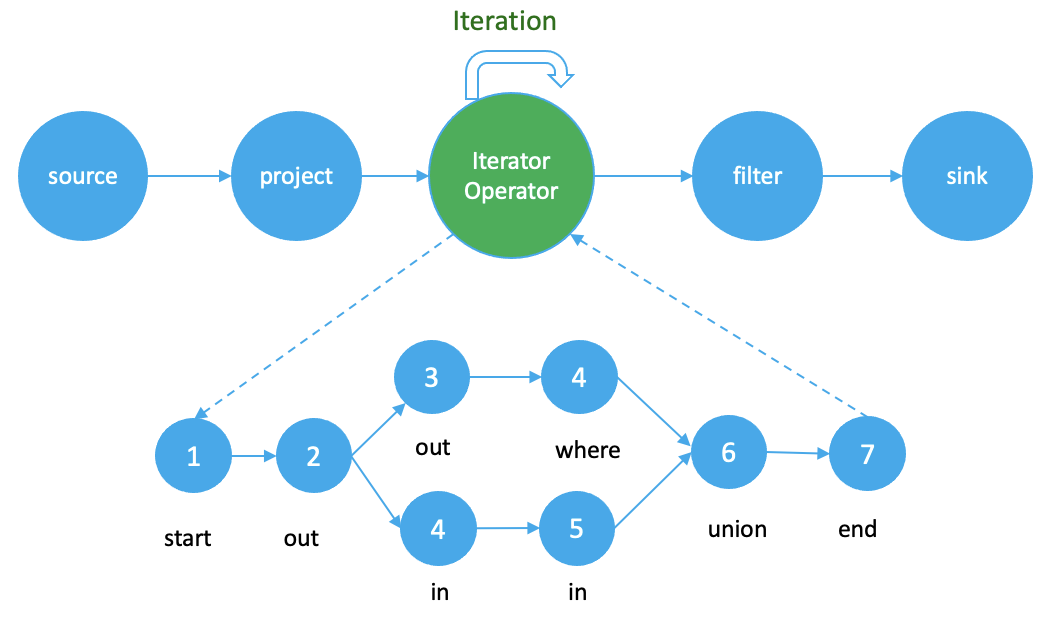 Iteration
source
project
Iterator
Operator
filter
sink
3
4
out
where
1
2
6
7
start
out
4
5
union
end
in
in